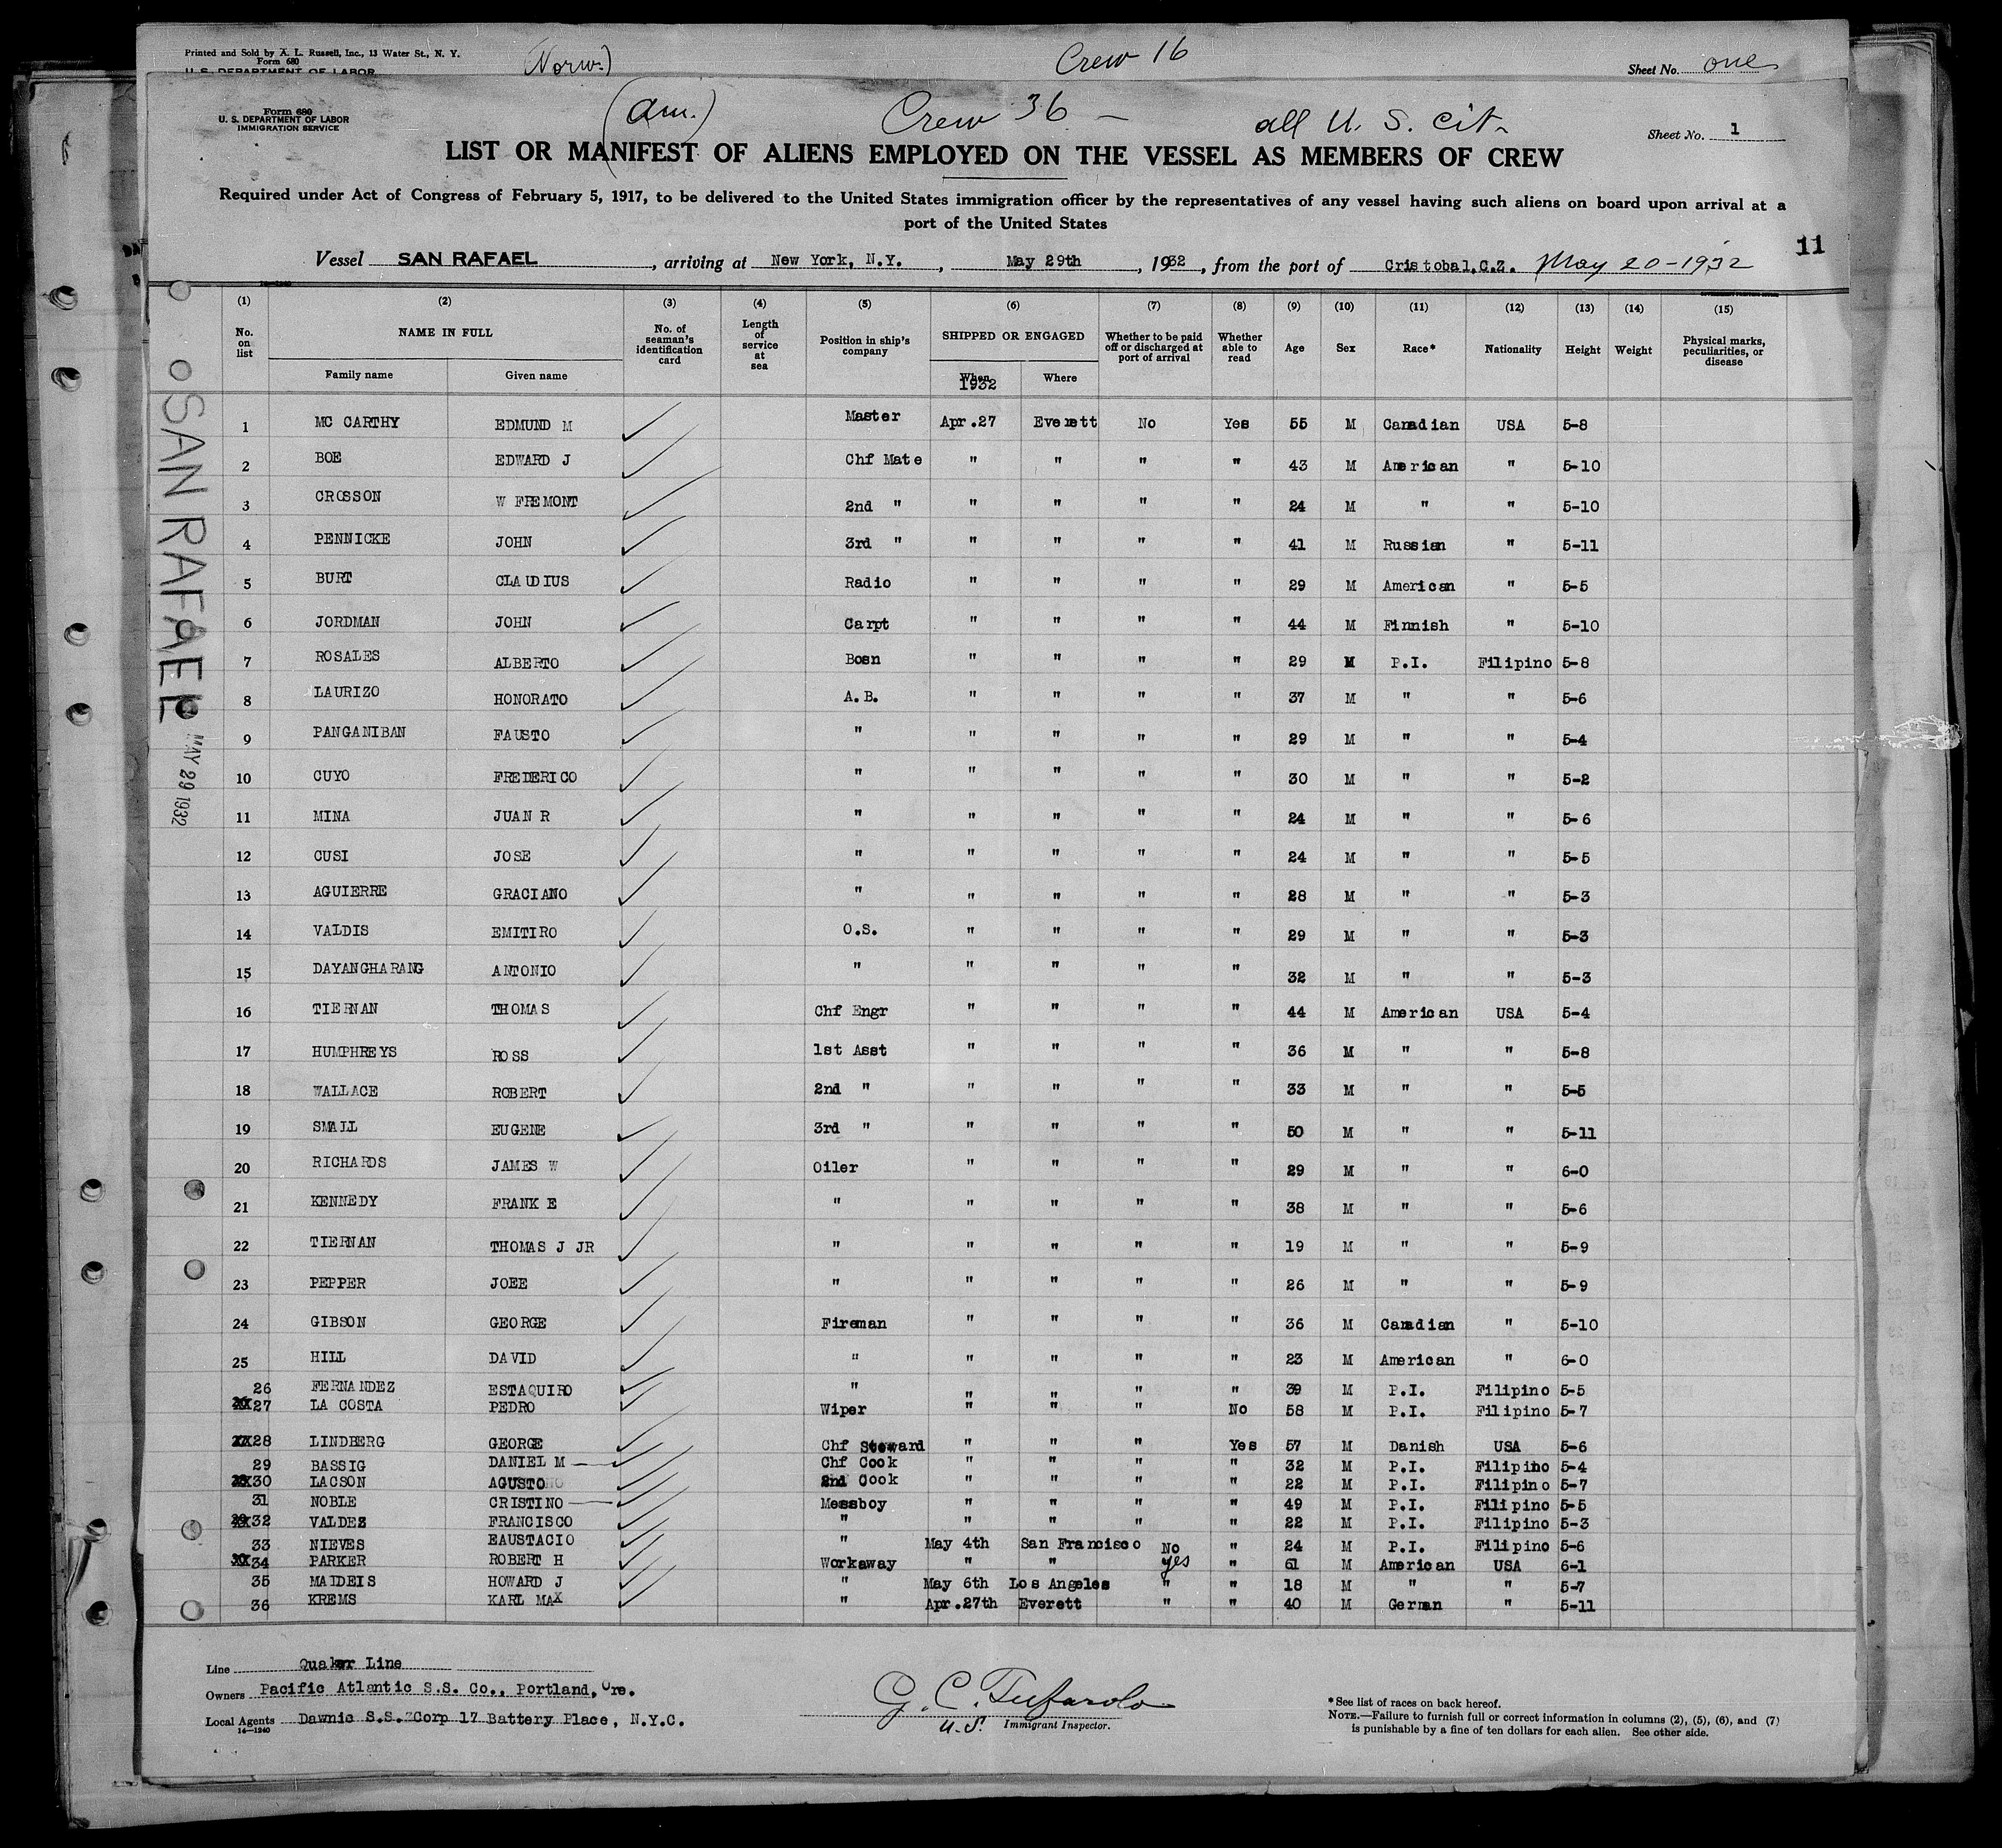 Printed and Sold by A. L. Russell, Inc., 13 Water St., N. Y.
Form 680
U. S. DEPARTMENT OF LABOR
(Norw.)
Crew 16
Sheet No. one
Form 680
U. S. DEPARTMENT OF LABOR
IMMIGRATION SERVICE
(am.)
Crew 36 —
all U. S. cit.
Sheet No. 1
LIST OR MANIFEST OF ALIENS EMPLOYED ON THE VESSEL AS MEMBERS OF CREW
Required under Act of Congress of February 5, 1917, to be delivered to the United States immigration officer by the representatives of any vessel having such aliens on board upon arrival at a
port of the United States
11
Vessel SAN RAFAEL, arriving at New York, N.Y., May 29th, 1932, from the port of Cristobal,C.Z. May 20-1932
(1) (2) (3) (4) (5) (6) (7) (8) (9) (10) (11) (12) (13) (14) (15)
No. on list NAME IN FULL Family name Given name No. of seaman's identification card Length of service at sea Position in ship's company SHIPPED OR ENGAGED When 1932 Where Whether to be paid off or discharged at port of arrival Whether able to read Age Sex Race* Nationality Height Weight Physical marks, peculiarities, or disease
1 MC CARTHY EDMUND M Master Apr.27 Everett No Yes 55 M Canadian USA 5-8
2 BOE EDWARD J Chf Mate " " " " 43 M American " 5-10
3 CROSSON W FREMONT 2nd " " " " " 24 M " " 5-10
4 PENNICKE JOHN 3rd " " " " " 41 M Russian " 5-11
5 BURT CLAUDIUS Radio " " " " 29 M American " 5-5
6 JORDMAN JOHN Carpt " " " " 44 M Finnish " 5-10
7 ROSALES ALBERTO Bosn " " " " 29 M P.I. Filipino 5-8
8 LAURIZO HONORATO A.B. " " " " 37 M " " 5-6
9 PANGANIBAN FAUSTO " " " " " 29 M " " 5-4
10 CUYO FREDERICO " " " " " 30 M " " 5-2
11 MINA JUAN R " " " " " 24 M " " 5-6
12 CUSI JOSE " " " " " 24 M " " 5-5
13 AGUIERRE GRACIANO " " " " " 28 M " " 5-3
14 VALDIS EMITIRO O.S. " " " " 29 M " " 5-3
15 DAYANGHARANG ANTONIO " " " " " 32 M " " 5-3
16 TIERNAN THOMAS Chf Engr " " " " 44 M American USA 5-4
17 HUMPHREYS ROSS 1st Asst " " " " 36 M " " 5-8
18 WALLACE ROBERT 2nd " " " " " 33 M " " 5-5
19 SMALL EUGENE 3rd " " " " " 50 M " " 5-11
20 RICHARDS JAMES W Oiler " " " " 29 M " " 6-0
21 KENNEDY FRANK E " " " " " 38 M " " 5-6
22 TIERNAN THOMAS J JR " " " " " 19 M " " 5-9
23 PEPPER JOEE " " " " " 26 M " " 5-9
24 GIBSON GEORGE Fireman " " " " 36 M Canadian " 5-10
25 HILL DAVID " " " " " 23 M American " 6-0
26 FERNANDEZ ESTAQUIRO " " " " " 39 M P.I. Filipino 5-5
27 LA COSTA PEDRO Wiper " " " No 58 M P.I. Filipino 5-7
28 LINDBERG GEORGE Chf Steward " " " Yes 57 M Danish USA 5-6
29 BASSIG DANIEL M Chf Cook " " " " 32 M P.I. Filipino 5-4
30 LACSON AGUSTO 2nd Cook " " " " 22 M P.I. Filipino 5-7
31 NOBLE CRISTINO Messboy " " " " 49 M P.I. Filipino 5-5
32 VALDEZ FRANCISCO " " " " " 22 M P.I. Filipino 5-3
33 NIEVES EAUSTACIO " May 4th San Francisco No " 24 M P.I. Filipino 5-6
34 PARKER ROBERT H Workaway " " yes " 61 M American USA 6-1
35 MAIDEIS HOWARD J " May 6th Los Angeles " " 18 M " " 5-7
36 KREMS KARL MAX " Apr.27th Everett " " 40 M German " 5-11
SAN RAFAEL
MAY 29 1932
Line Quaker Line
Owners Pacific Atlantic S.S. Co., Portland, Ore.
Local Agents Dawnic S.S. Corp 17 Battery Place, N.Y.C.
14—1240
G. C. Tufarolo
U.S. Immigrant Inspector.
*See list of races on back hereof.
NOTE.—Failure to furnish full or correct information in columns (2), (5), (6), and (7)
is punishable by a fine of ten dollars for each alien. See other side.